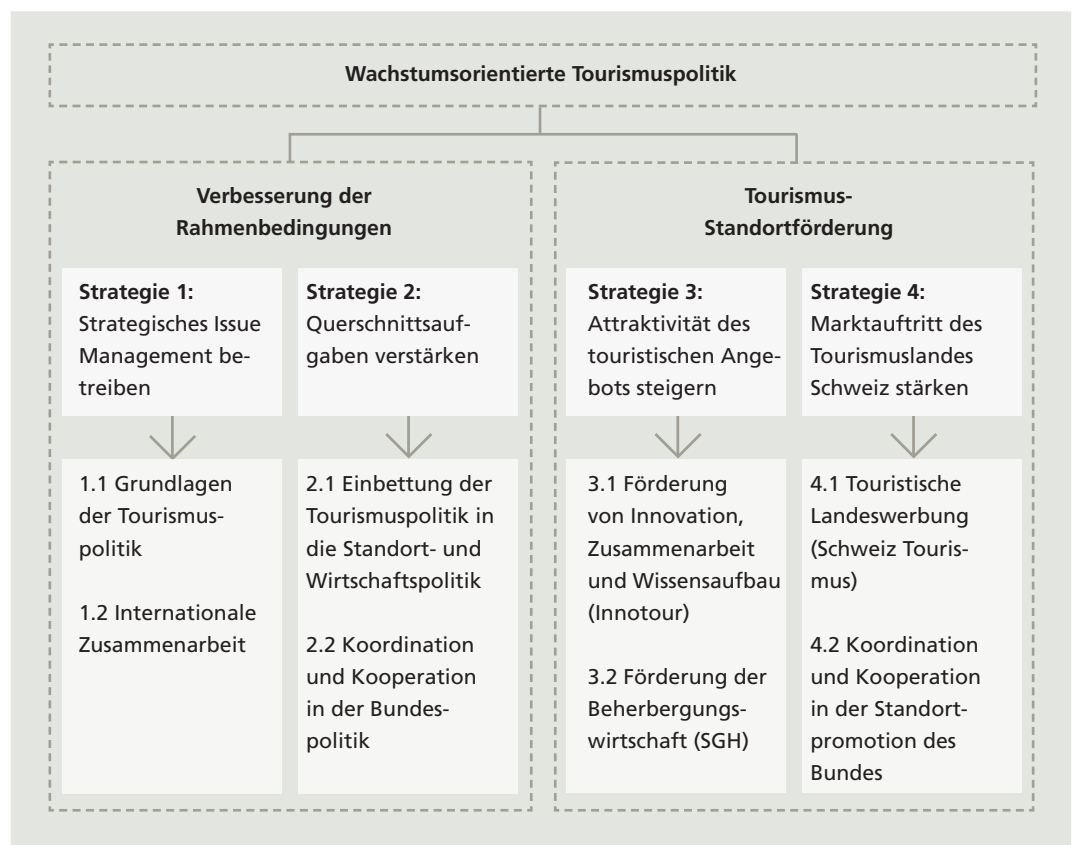 Wachstumsorientierte Tourismuspolitik
Verbesserung der
Rahmenbedingungen
Strategie 1:
Strategisches Issue
Management be-
treiben
1.1 Grundlagen
der Tourismus-
politik
1.2 Internationale
Zusammenarbeit
Strategie 2:
Querschnittsauf-
gaben verstärken
2.1 Einbettung der
Tourismuspolitik in
die Standort- und
Wirtschaftspolitik
2.2 Koordination
und Kooperation
in der Bundes-
politik
Tourismus-
Standortförderung
Strategie 3:
Attraktivität des
touristischen Ange-
bots steigern
3.1 Förderung
von Innovation,
Zusammenarbeit
und Wissensaufbau
(Innotour)
3.2 Förderung der
Beherbergungs-
wirtschaft (SGH)
Strategie 4:
Marktauftritt des
Tourismuslandes
Schweiz stärken
4.1 Touristische
Landeswerbung
(Schweiz Touris-
mus)
4.2 Koordination
und Kooperation
in der Standort-
promotion des
Bundes